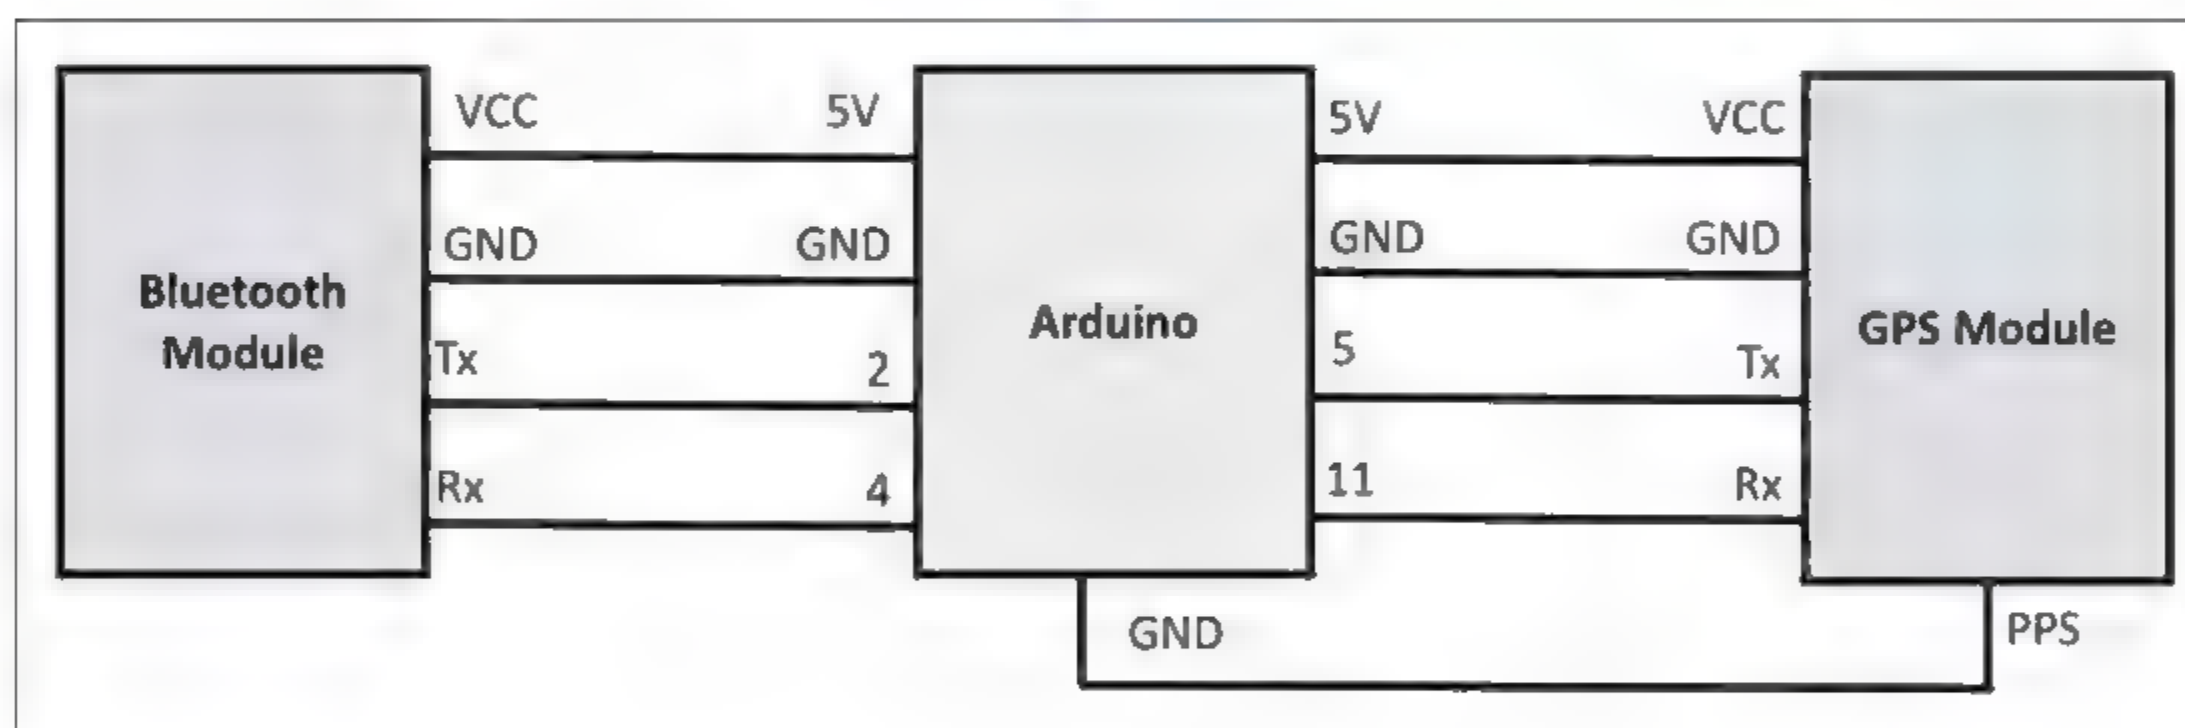 VCC
5V
5V
VCC
GND
GND
GND
GND
Bluetooth
Module
Arduino
GPS Module
Tx
2
5
Tx
Rx
4
11
Rx
GND
PPS